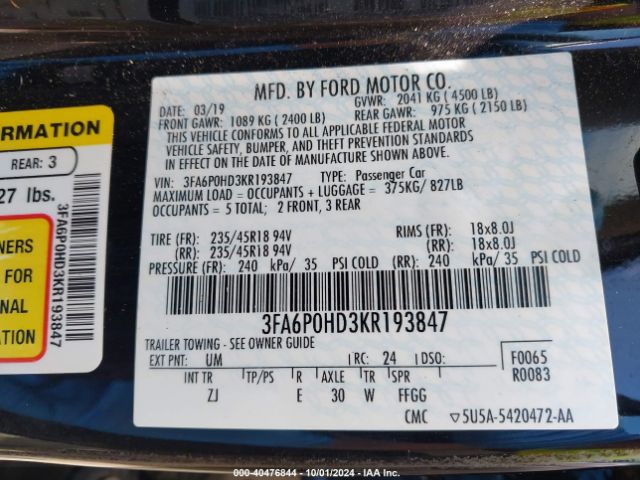 MFD. BY FORD MOTOR CO.
DATE: 03/19 GVWR: 2041 KG ( 4500 LB)
FRONT GAWR: 1089 KG ( 2400 LB) REAR GAWR: 975 KG ( 2150 LB)
THIS VEHICLE CONFORMS TO ALL APPLICABLE FEDERAL MOTOR
VEHICLE SAFETY, BUMPER, AND THEFT PREVENTION STANDARDS
IN EFFECT ON THE DATE OF MANUFACTURE SHOWN ABOVE.
VIN: 3FA6P0HD3KR193847 TYPE: Passenger Car
MAXIMUM LOAD = OCCUPANTS + LUGGAGE = 375KG/ 827LB
OCCUPANTS = 5 TOTAL; 2 FRONT, 3 REAR
TIRE (FR): 235/45R18 94V RIMS (FR): 18x8.0J
(RR): 235/45R18 94V (RR): 18x8.0J
PRESSURE (FR): 240 kPa/ 35 PSI COLD (RR): 240 kPa/ 35 PSI COLD
3FA6P0HD3KR193847
TRAILER TOWING - SEE OWNER GUIDE
EXT PNT: UM RC: 24 DSO: F0065
INT TR TP/PS R AXLE TR SPR R0083
ZJ E 30 W FFGG
CMC ▽5U5A-5420472-AA
FORMATION
REAR: 3
27 lbs.
WNERS
FOR
NAL
ATION
3FA6P0HD3KR193847
000-40476844 - 10/01/2024 - IAA Inc.